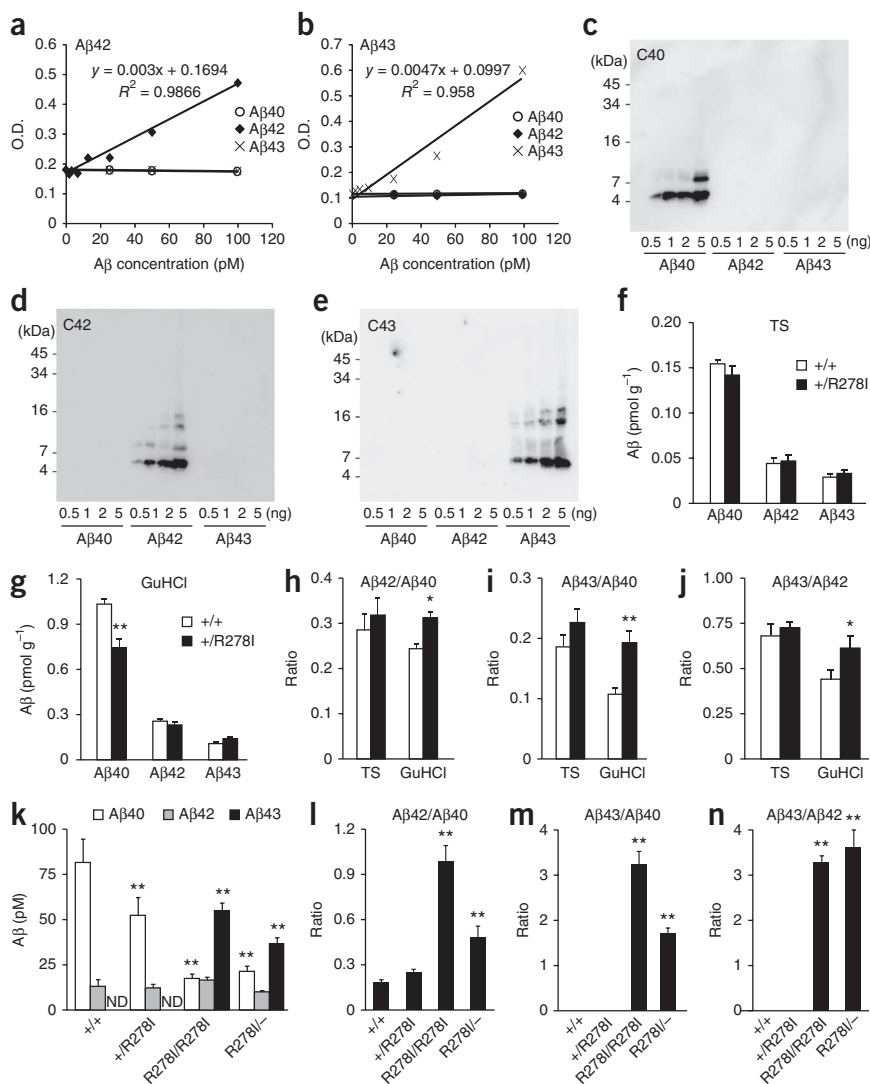 a
Aβ42
0.6
0.5
0.4
0.3
0.2
0.1
0
O.D.
y = 0.003x + 0.1694
R² = 0.9866
Aβ40
Aβ42
Aβ43
0 20 40 60 80 100 120
Aβ concentration (pM)
b
Aβ43
0.7
0.6
0.5
0.4
0.3
0.2
0.1
0
O.D.
y = 0.0047x + 0.0997
R² = 0.958
Aβ40
Aβ42
Aβ43
0 20 40 60 80 100 120
Aβ concentration (pM)
c
(kDa) C40
45
34
16
7
4
0.5 1 2 5 0.5 1 2 5 0.5 1 2 5 (ng)
Aβ40 Aβ42 Aβ43
d
(kDa) C42
45
34
16
7
4
0.5 1 2 5 0.5 1 2 5 0.5 1 2 5 (ng)
Aβ40 Aβ42 Aβ43
e
(kDa) C43
45
34
16
7
4
0.5 1 2 5 0.5 1 2 5 0.5 1 2 5 (ng)
Aβ40 Aβ42 Aβ43
f
TS
0.20
0.15
0.10
0.05
0
Aβ (pmol g⁻¹)
+/+
+/R278I
Aβ40 Aβ42 Aβ43
g
GuHCl
1.2
0.9
0.6
0.3
0
Aβ (pmol g⁻¹)
+/+
+/R278I
**
Aβ40 Aβ42 Aβ43
h
Aβ42/Aβ40
0.4
0.3
0.2
0.1
0
Ratio
*
TS GuHCl
i
Aβ43/Aβ40
0.3
0.2
0.1
0
Ratio
**
TS GuHCl
j
Aβ43/Aβ42
1.00
0.75
0.50
0.25
0
Ratio
*
TS GuHCl
k
Aβ40 Aβ42 Aβ43
100
75
50
25
0
Aβ (pM)
ND
**
ND
**
**
**
**
+/+
+/R278I
R278I/R278I
R278I/−
l
Aβ42/Aβ40
1.2
0.9
0.6
0.3
0
Ratio
**
**
+/+
+/R278I
R278I/R278I
R278I/−
m
Aβ43/Aβ40
4
3
2
1
0
Ratio
**
**
+/+
+/R278I
R278I/R278I
R278I/−
n
Aβ43/Aβ42
4
3
2
1
0
Ratio
**
**
+/+
+/R278I
R278I/R278I
R278I/−